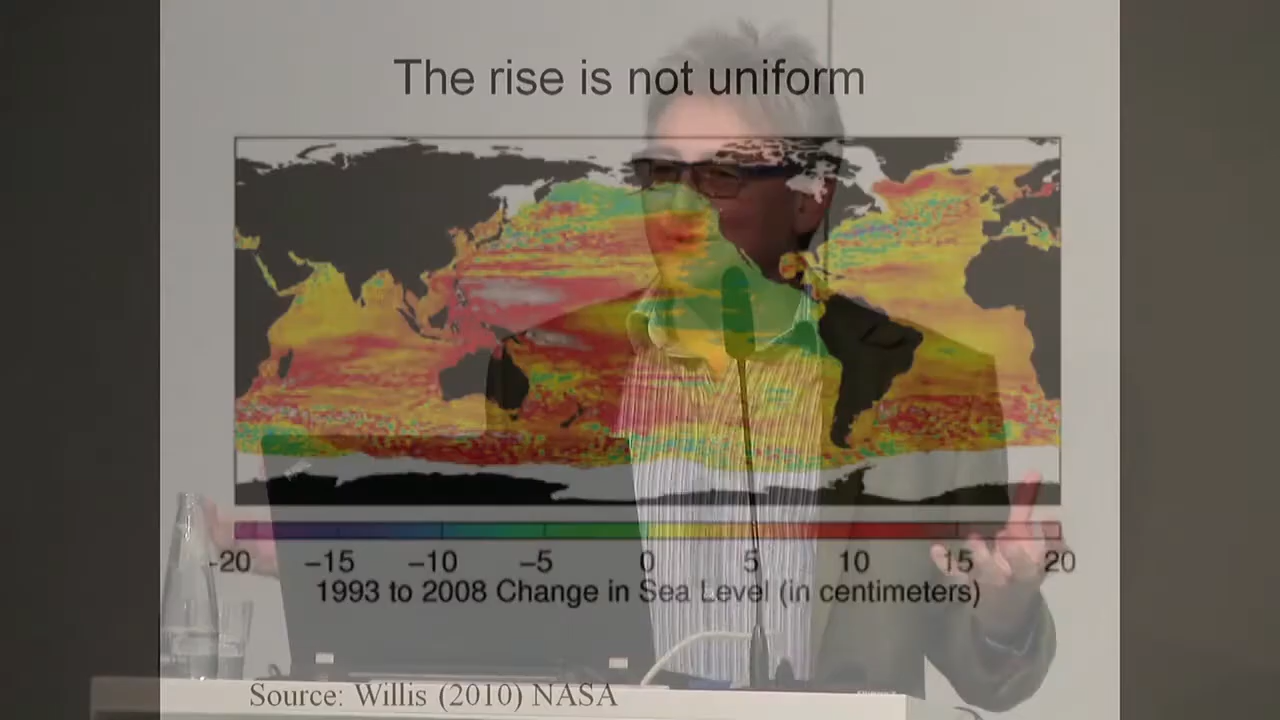 The rise is not uniform
-20 −15 −10 −5 0 5 10 15 20
1993 to 2008 Change in Sea Level (in centimeters)
Source: Willis (2010) NASA